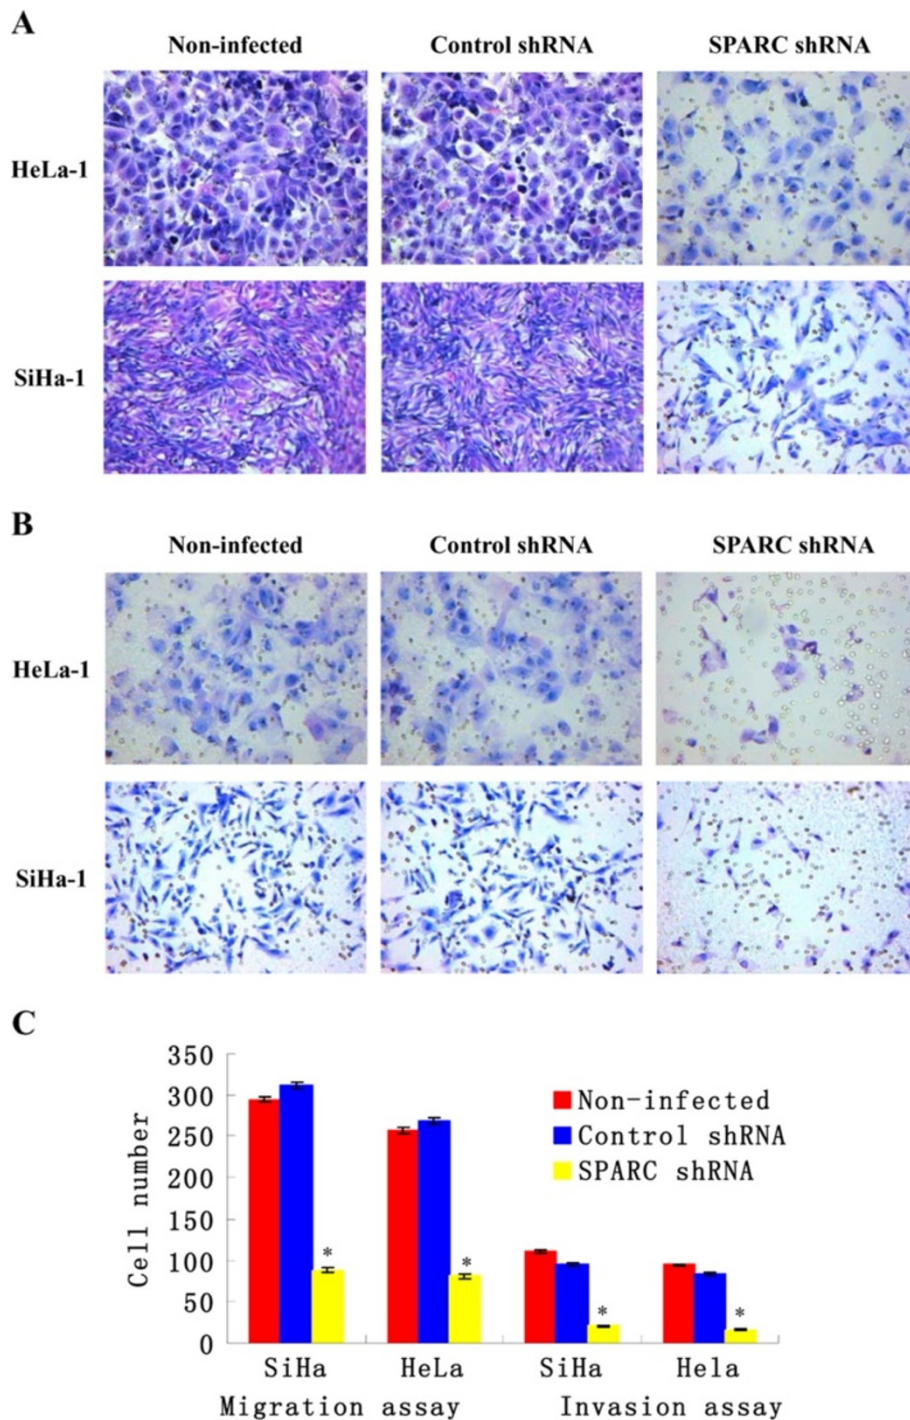 A
Non-infected Control shRNA SPARC shRNA
HeLa-1
SiHa-1
B
Non-infected Control shRNA SPARC shRNA
HeLa-1
SiHa-1
C
350
300
250
200
150
100
50
0
Cell number
Non-infected
Control shRNA
SPARC shRNA
* * * *
SiHa HeLa SiHa Hela
Migration assay Invasion assay